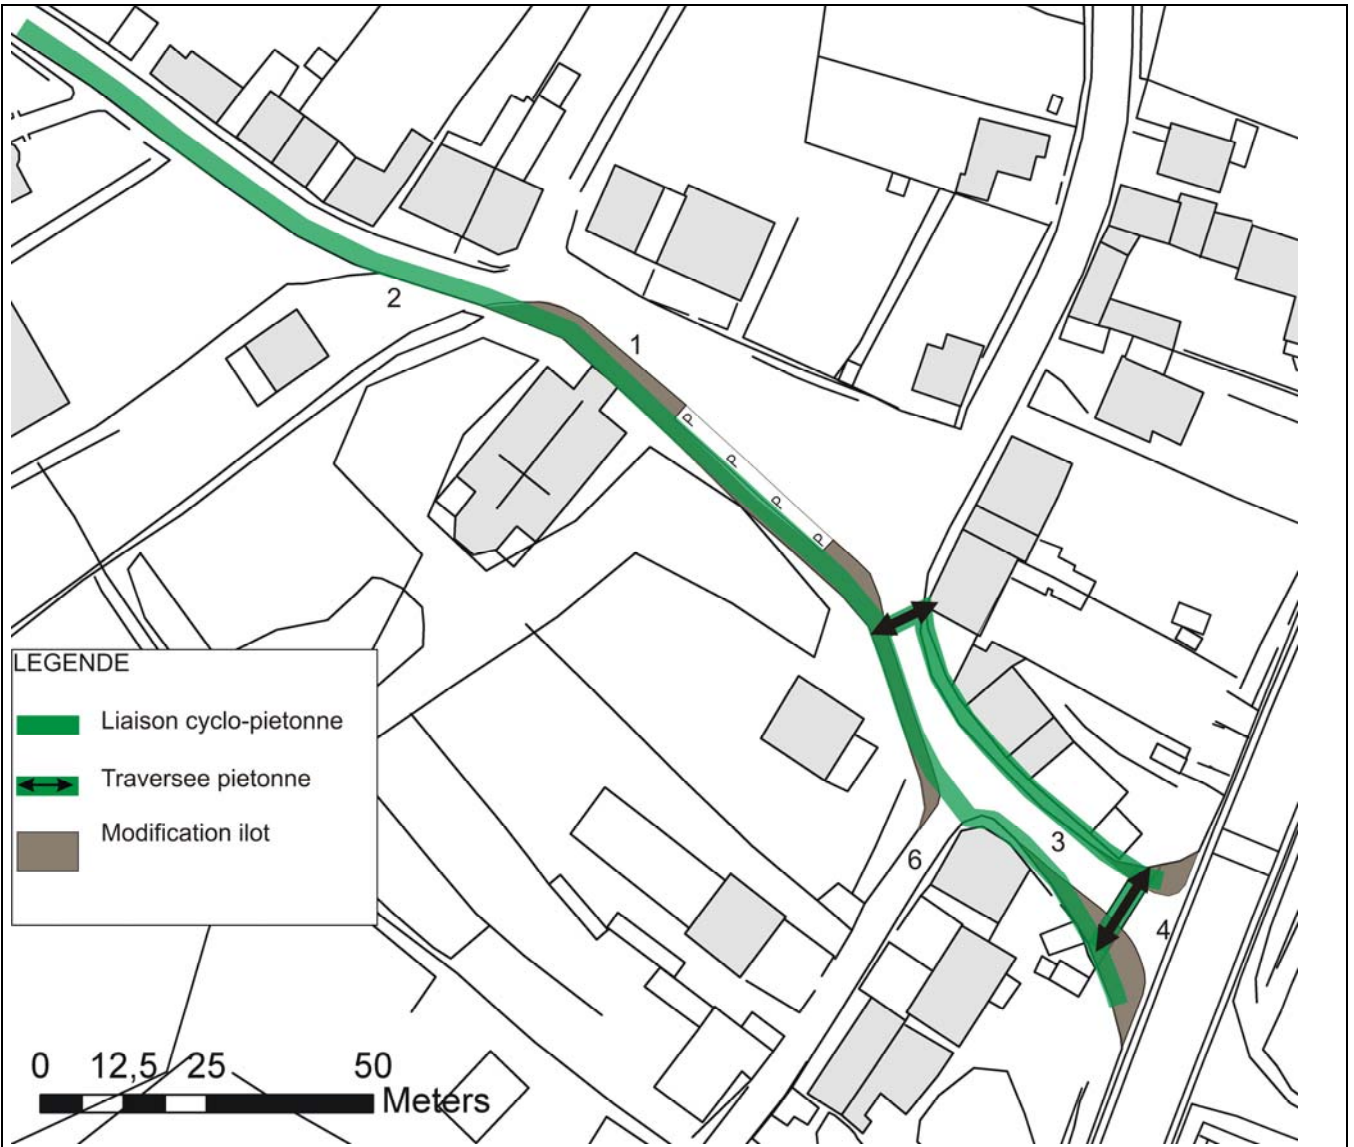 2
1
P
P
P
P
3
6
4
LEGENDE
Liaison cyclo-pietonne
Traversee pietonne
Modification ilot
0 12,5 25 50
Meters